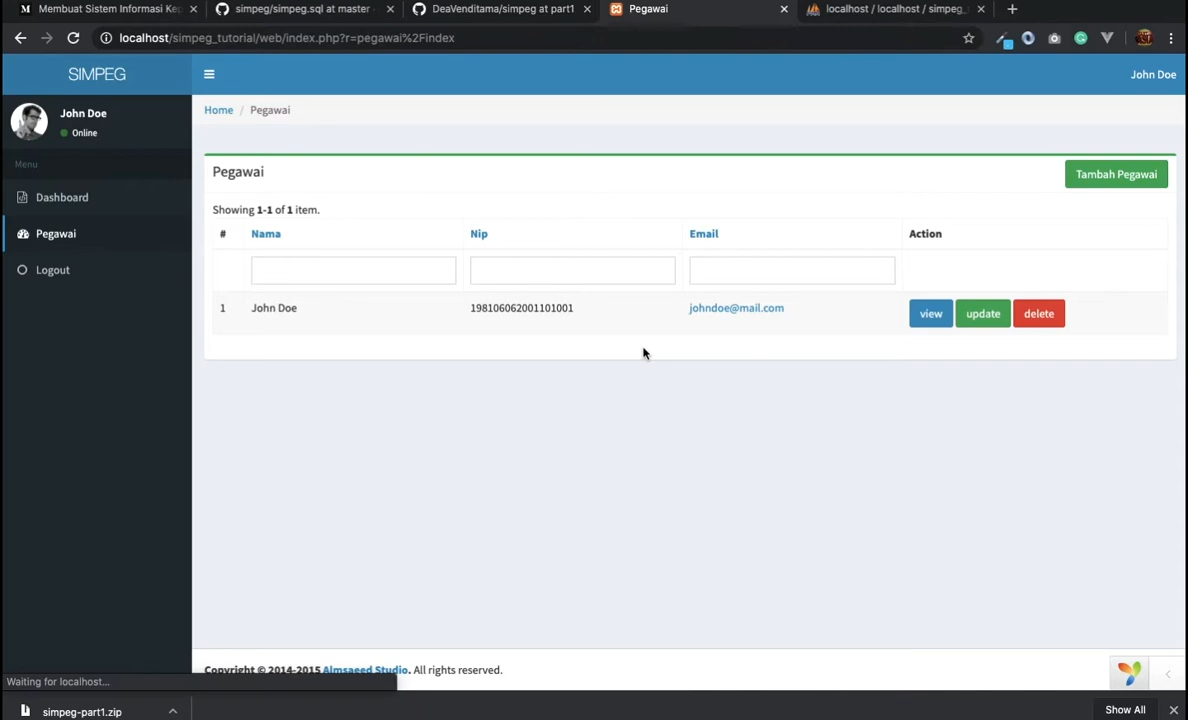 Membuat Sistem Informasi Kep
simpeg/simpeg.sql at master
DeaVenditama/simpeg at part1
Pegawai
localhost / localhost / simpeg_
localhost/simpeg_tutorial/web/index.php?r=pegawai%2Findex
SIMPEG
John Doe
John Doe
Online
Home / Pegawai
Menu
Dashboard
Pegawai
Logout
Pegawai
Tambah Pegawai
Showing 1-1 of 1 item.
# Nama Nip Email Action
1 John Doe 198106062001101001 johndoe@mail.com view update delete
Copyright © 2014-2015 Almsaeed Studio. All rights reserved.
Waiting for localhost...
simpeg-part1.zip
Show All